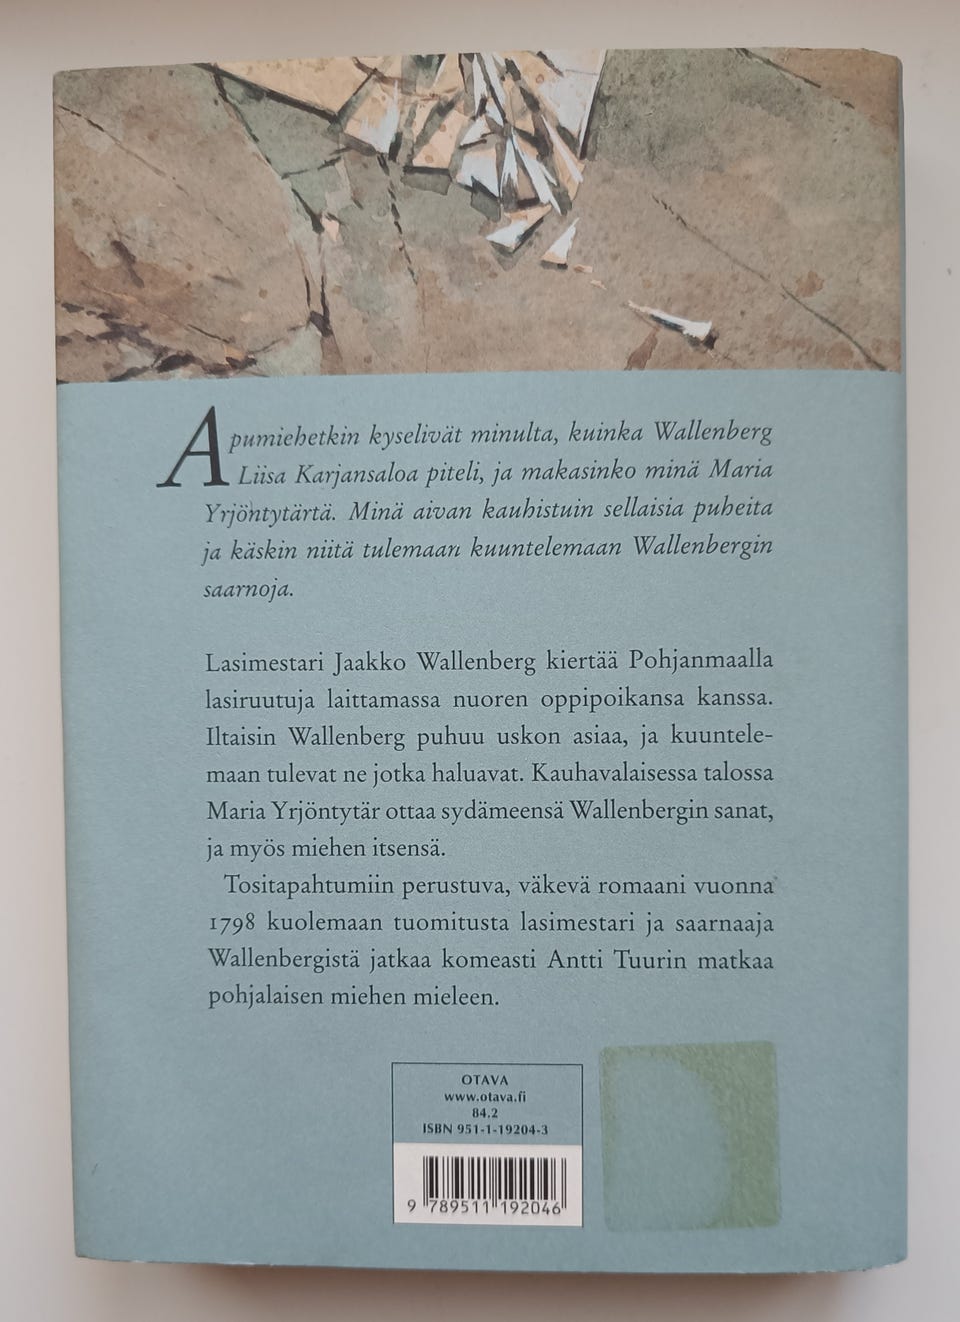 Apumiehetkin kyselivät minulta, kuinka Wallenberg
Liisa Karjansaloa piteli, ja makasinko minä Maria
Yrjöntytärtä. Minä aivan kauhistuin sellaisia puheita
ja käskin niitä tulemaan kuuntelemaan Wallenbergin
saarnoja.
Lasimestari Jaakko Wallenberg kiertää Pohjanmaalla
lasiruutuja laittamassa nuoren oppipoikansa kanssa.
Iltaisin Wallenberg puhuu uskon asiaa, ja kuuntele-
maan tulevat ne jotka haluavat. Kauhavalaisessa talossa
Maria Yrjöntytär ottaa sydämeensä Wallenbergin sanat,
ja myös miehen itsensä.
Tositapahtumiin perustuva, väkevä romaani vuonna
1798 kuolemaan tuomitusta lasimestari ja saarnaaja
Wallenbergistä jatkaa komeasti Antti Tuurin matkaa
pohjalaisen miehen mieleen.
OTAVA
www.otava.fi
84.2
ISBN 951-1-19204-3
9 789511 192046